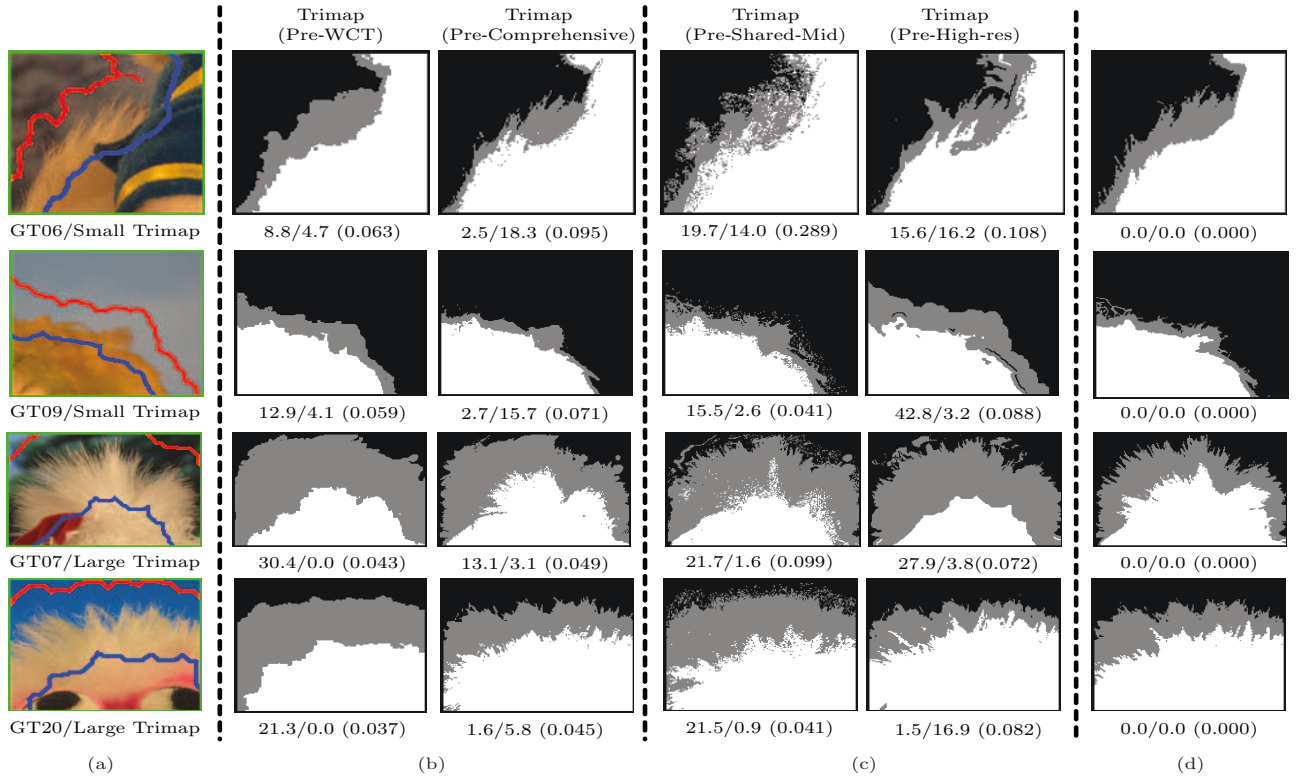 Trimap
(Pre-WCT)
Trimap
(Pre-Comprehensive)
Trimap
(Pre-Shared-Mid)
Trimap
(Pre-High-res)
GT06/Small Trimap
8.8/4.7 (0.063)
2.5/18.3 (0.095)
19.7/14.0 (0.289)
15.6/16.2 (0.108)
0.0/0.0 (0.000)
GT09/Small Trimap
12.9/4.1 (0.059)
2.7/15.7 (0.071)
15.5/2.6 (0.041)
42.8/3.2 (0.088)
0.0/0.0 (0.000)
GT07/Large Trimap
30.4/0.0 (0.043)
13.1/3.1 (0.049)
21.7/1.6 (0.099)
27.9/3.8(0.072)
0.0/0.0 (0.000)
GT20/Large Trimap
21.3/0.0 (0.037)
1.6/5.8 (0.045)
21.5/0.9 (0.041)
1.5/16.9 (0.082)
0.0/0.0 (0.000)
(a)
(b)
(c)
(d)